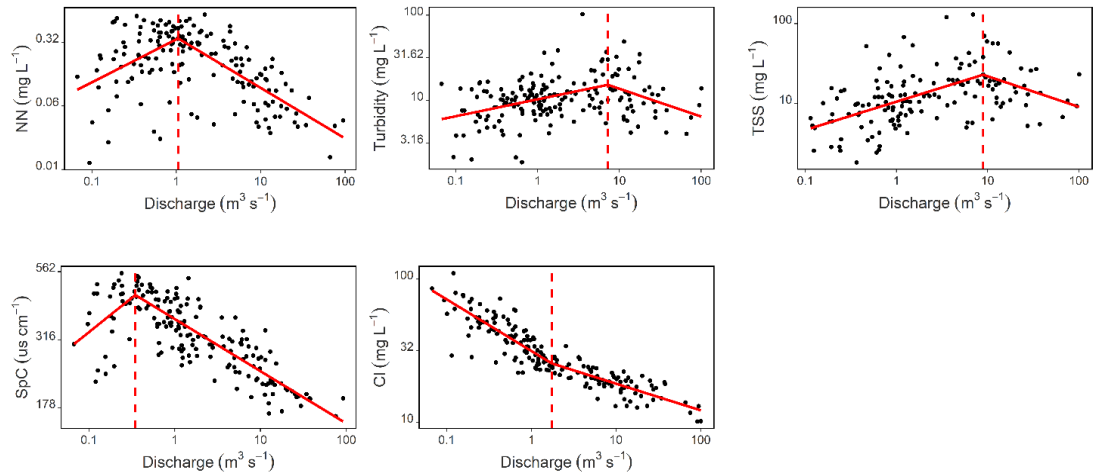 NN (mg L⁻¹)
0.32
0.06
0.01
0.1 1 10 100
Discharge (m³ s⁻¹)
Turbidity (mg L⁻¹)
100
31.62
10
3.16
0.1 1 10 100
Discharge (m³ s⁻¹)
TSS (mg L⁻¹)
100
10
0.1 1 10 100
Discharge (m³ s⁻¹)
SpC (us cm⁻¹)
562
316
178
0.1 1 10 100
Discharge (m³ s⁻¹)
Cl (mg L⁻¹)
100
32
10
0.1 1 10 100
Discharge (m³ s⁻¹)